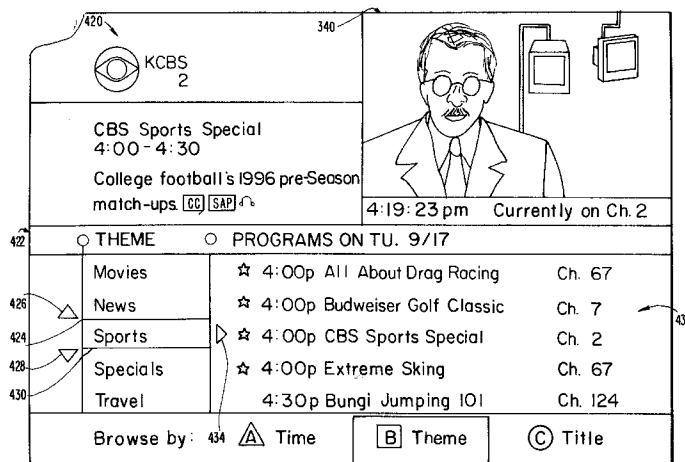 420
340
KCBS
2
CBS Sports Special
4:00-4:30
College football's 1996 pre-Season
match-ups. CC SAP
4:19:23 pm Currently on Ch. 2
422
THEME PROGRAMS ON TU. 9/17
Movies ☆ 4:00p All About Drag Racing Ch. 67
426
News ☆ 4:00p Budweiser Golf Classic Ch. 7
43
424
Sports ☆ 4:00p CBS Sports Special Ch. 2
428
Specials ☆ 4:00p Extreme Sking Ch. 67
430
Travel 4:30p Bungi Jumping 101 Ch. 124
Browse by: 434 A Time B Theme C Title